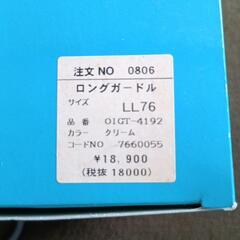 注文NO 0806
ロングガードル
サイズ LL76
品番 OIGT-4192
カラー クリーム
コードNO 7660055
¥18,900
(税抜 18000)